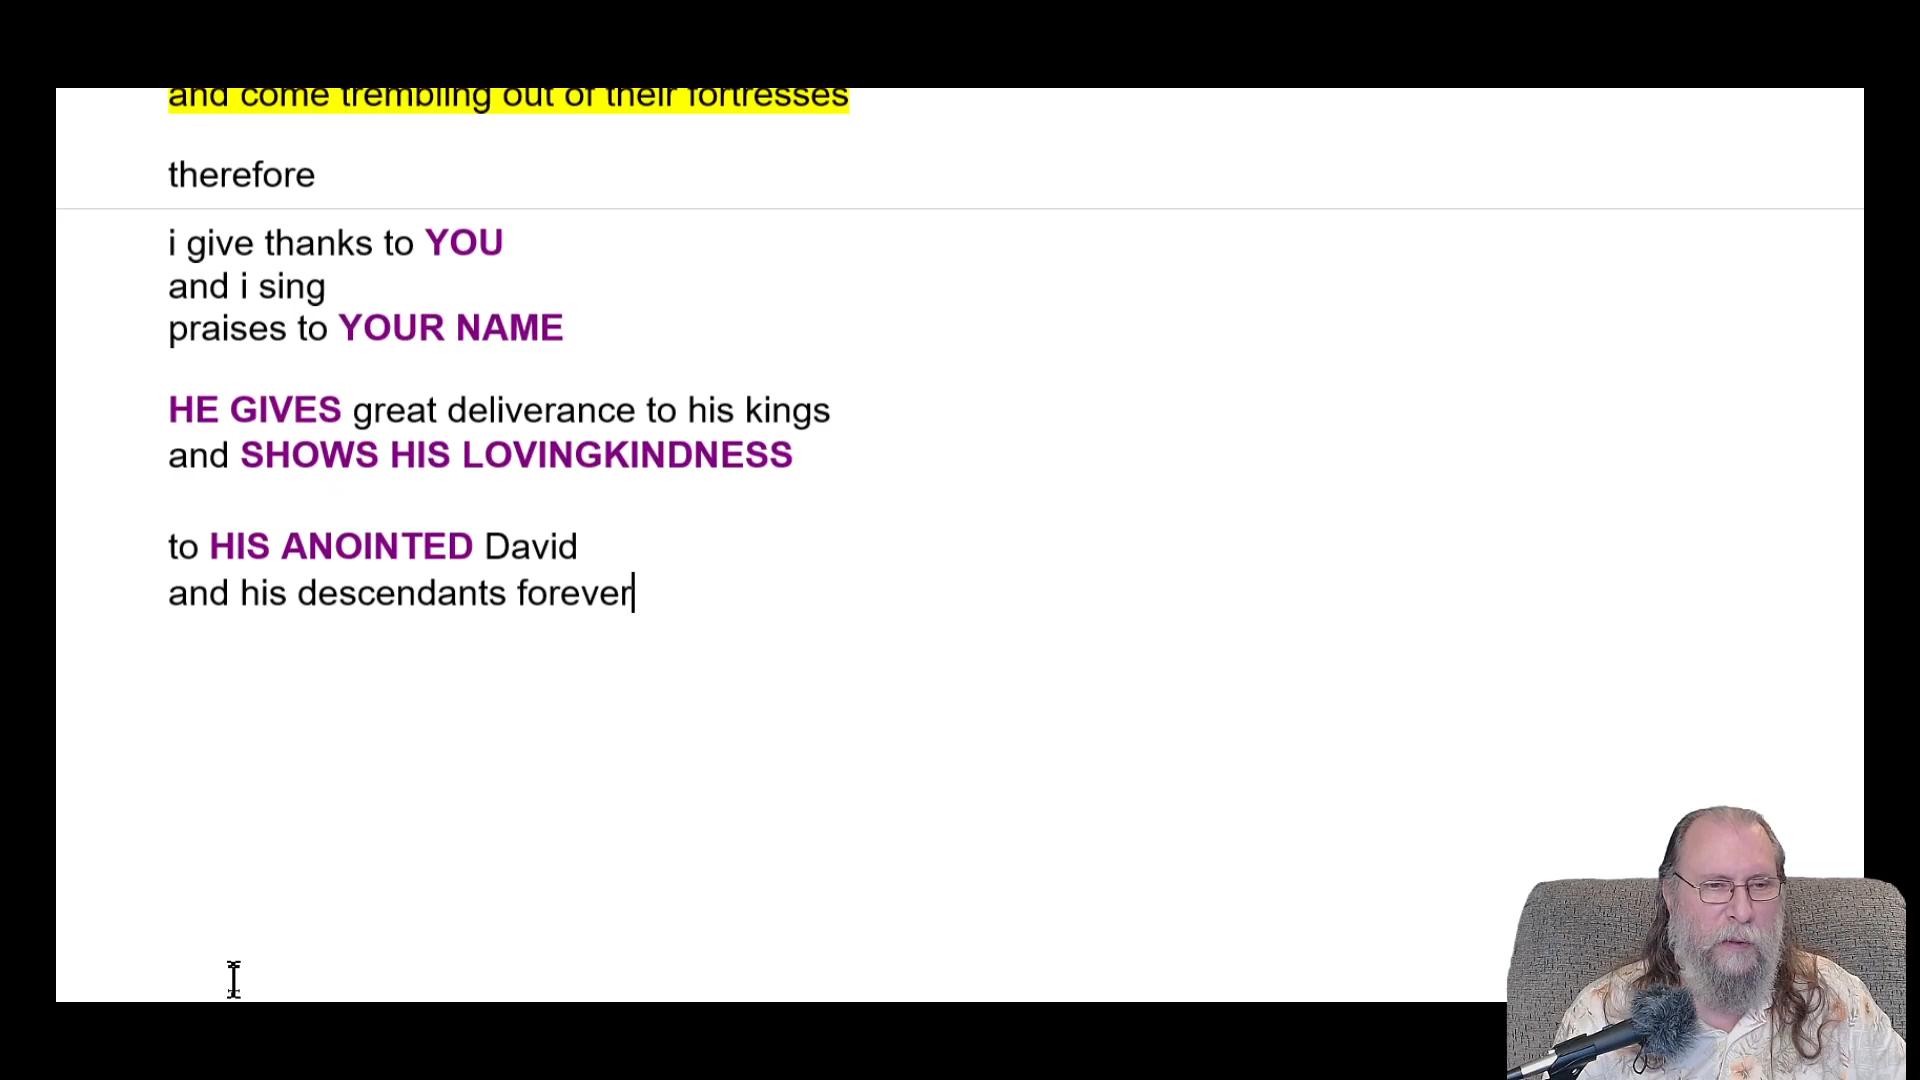 and come trembling out of their fortresses
therefore
i give thanks to YOU
and i sing
praises to YOUR NAME
HE GIVES great deliverance to his kings
and SHOWS HIS LOVINGKINDNESS
to HIS ANOINTED David
and his descendants forever